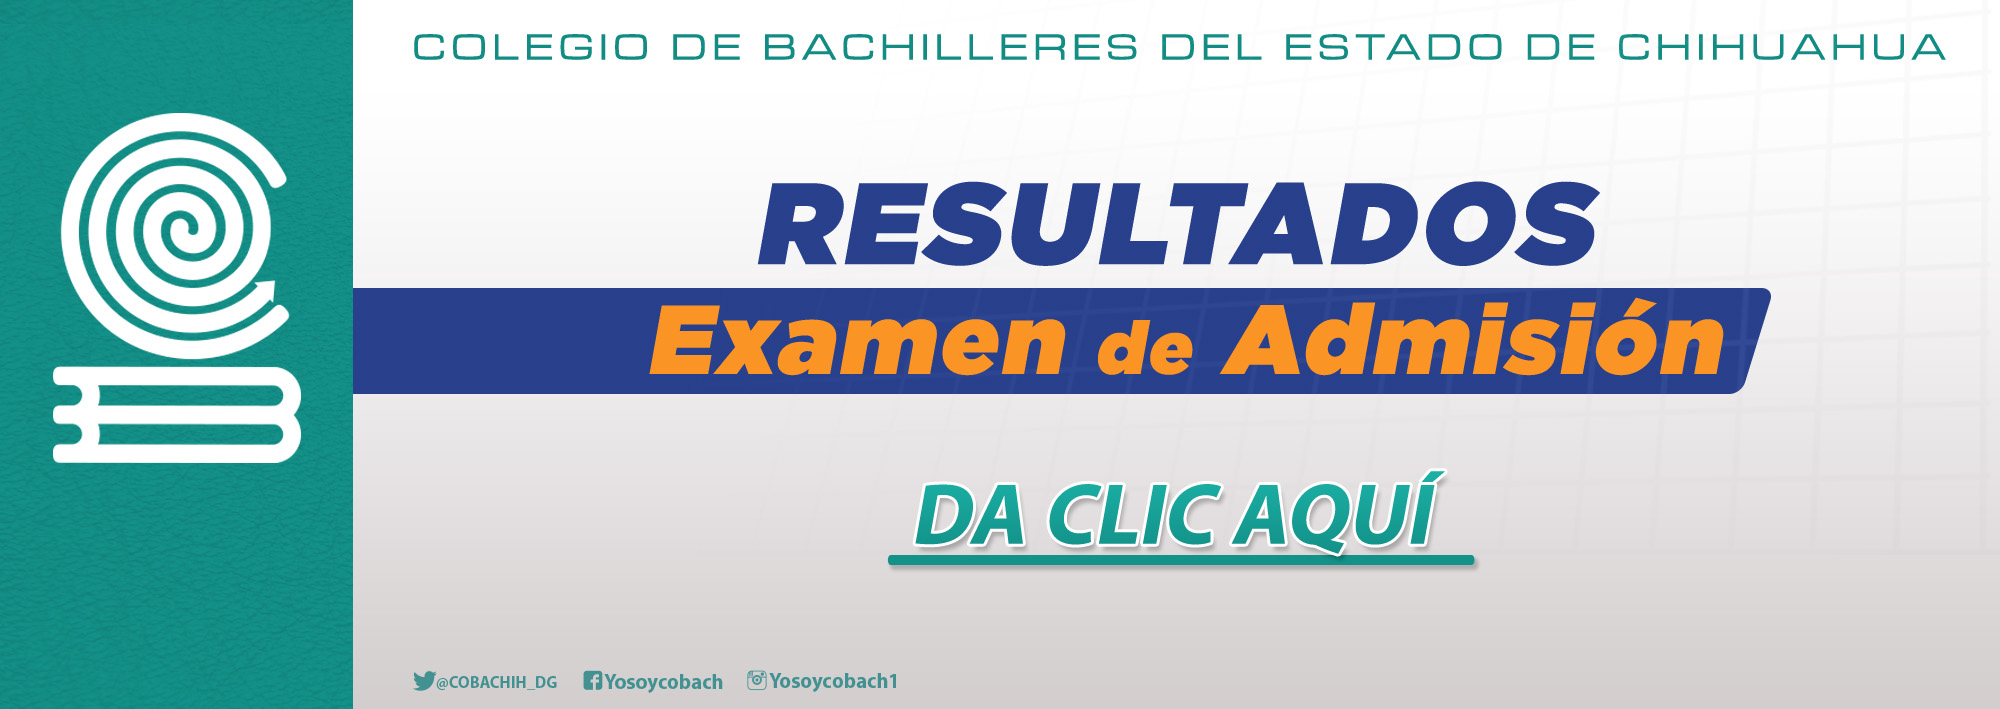 COLEGIO DE BACHILLERES DEL ESTADO DE CHIHUAHUA
RESULTADOS
Examen de Admisión
DA CLIC AQUÍ
@COBACHIH_DG Yosoycobach Yosoycobach1